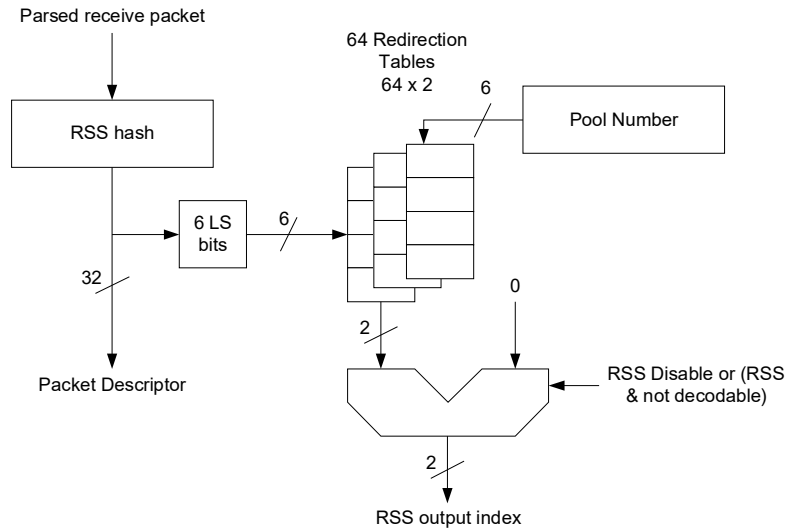 Parsed receive packet
64 Redirection
Tables
64 x 2
6
Pool Number
RSS hash
6 LS
bits
6
32
0
2
Packet Descriptor
RSS Disable or (RSS
& not decodable)
2
RSS output index